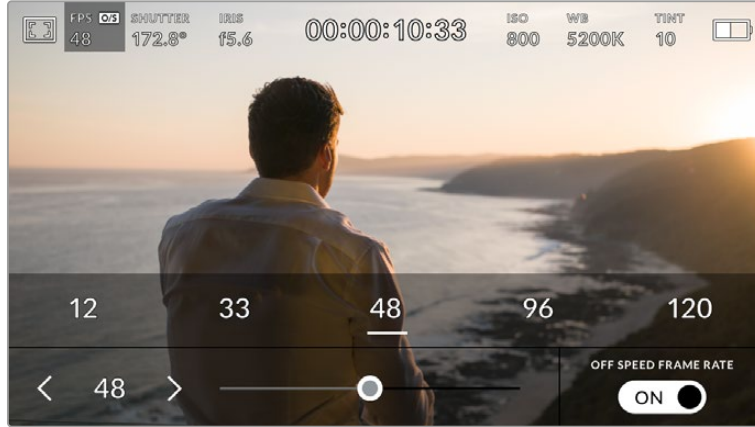 FPS O/S SHUTTER IRIS 00:00:10:33 ISO WB TINT
48 172.8° f5.6 800 5200K 10
12 33 48 96 120
OFF SPEED FRAME RATE
< 48 > ON